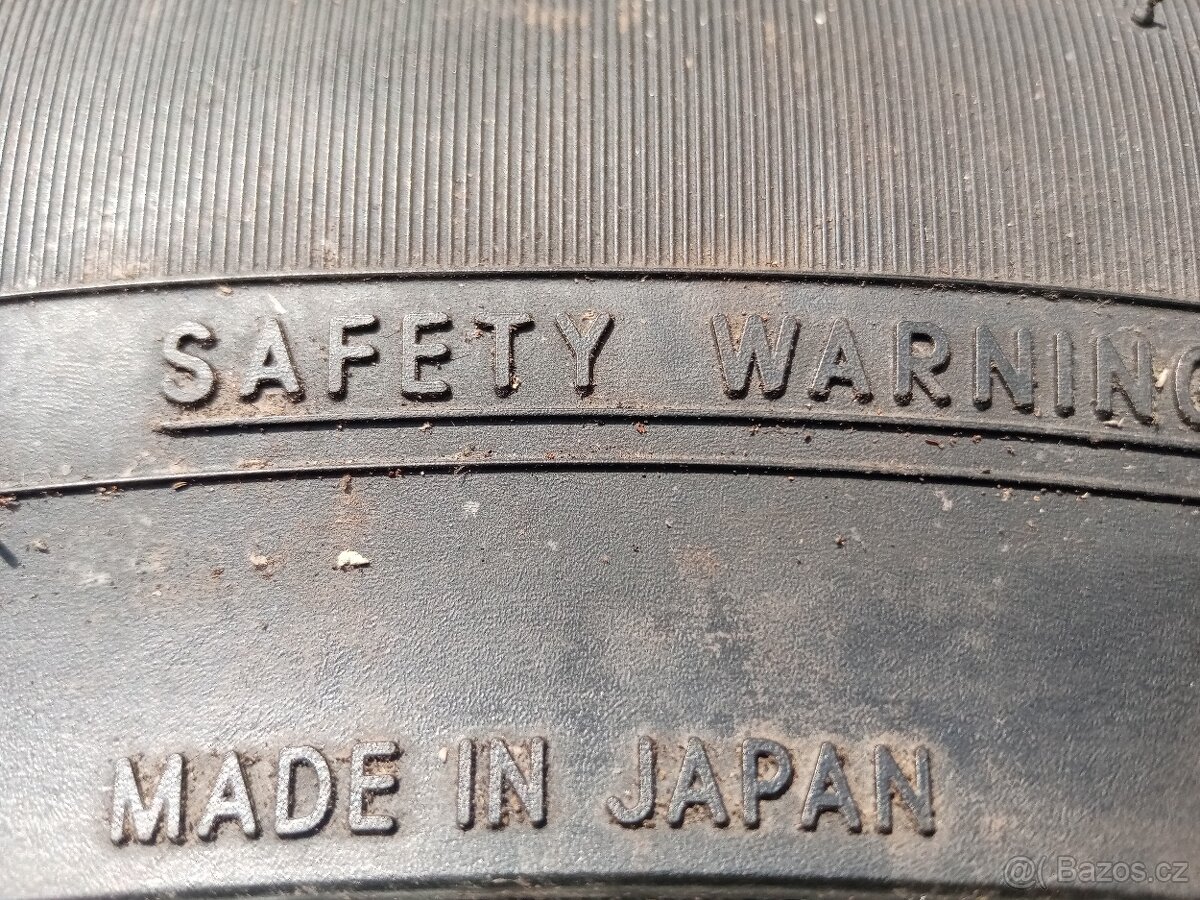 SAFETY WARNING
MADE IN JAPAN
@( Bazos.cz